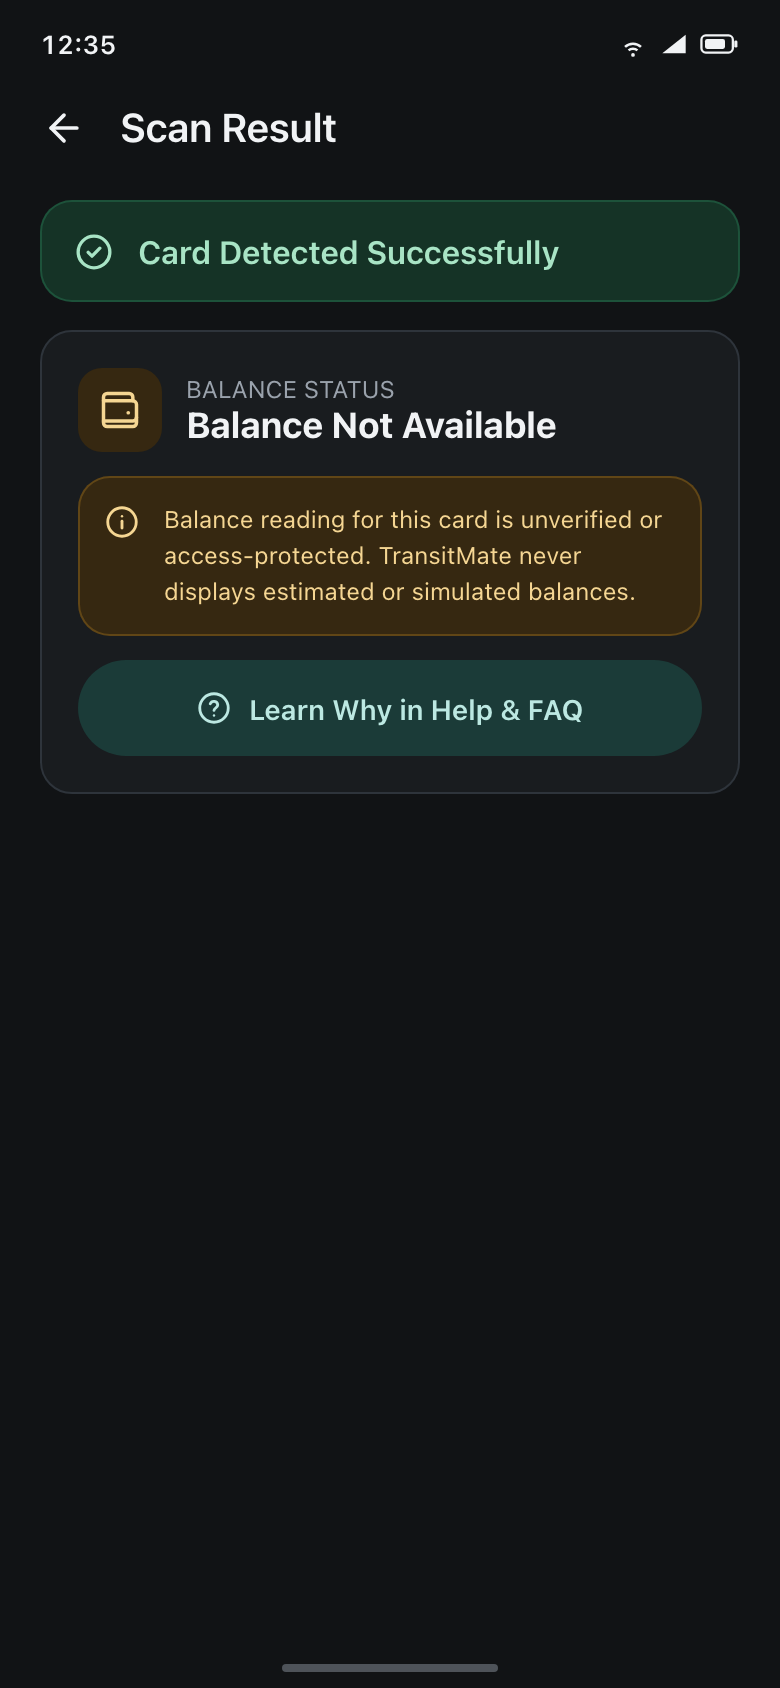 12:35
Scan Result
Card Detected Successfully
BALANCE STATUS
Balance Not Available
Balance reading for this card is unverified or
access-protected. TransitMate never
displays estimated or simulated balances.
Learn Why in Help & FAQ